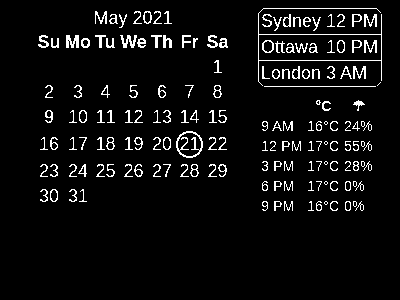 May 2021
Su Mo Tu We Th Fr Sa
1
2 3 4 5 6 7 8
9 10 11 12 13 14 15
16 17 18 19 20 21 22
23 24 25 26 27 28 29
30 31
Sydney 12 PM
Ottawa 10 PM
London 3 AM
°C ☂
9 AM 16°C 24%
12 PM 17°C 55%
3 PM 17°C 28%
6 PM 17°C 0%
9 PM 16°C 0%